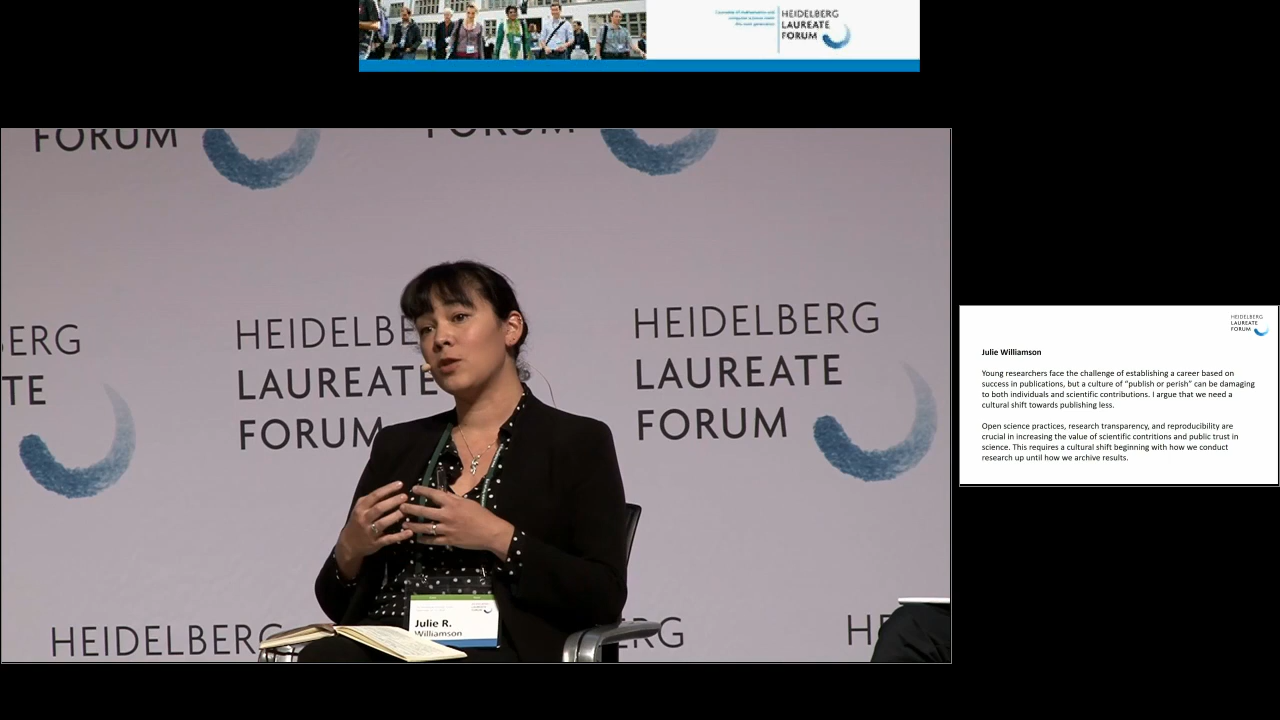 HEIDELBERG
LAUREATE
FORUM
FORUM
FORUM
BERG
TE
HEIDELBE
LAUREATE
FORUM
HEIDELBERG
LAUREATE
FORUM
Julie R.
Williamson
HEIDELBERG
ERG
HE
HEIDELBERG
LAUREATE
FORUM
Julie Williamson
Young researchers face the challenge of establishing a career based on
success in publications, but a culture of “publish or perish” can be damaging
to both individuals and scientific contributions. I argue that we need a
cultural shift towards publishing less.
Open science practices, research transparency, and reproducibility are
crucial in increasing the value of scientific contritions and public trust in
science. This requires a cultural shift beginning with how we conduct
research up until how we archive results.